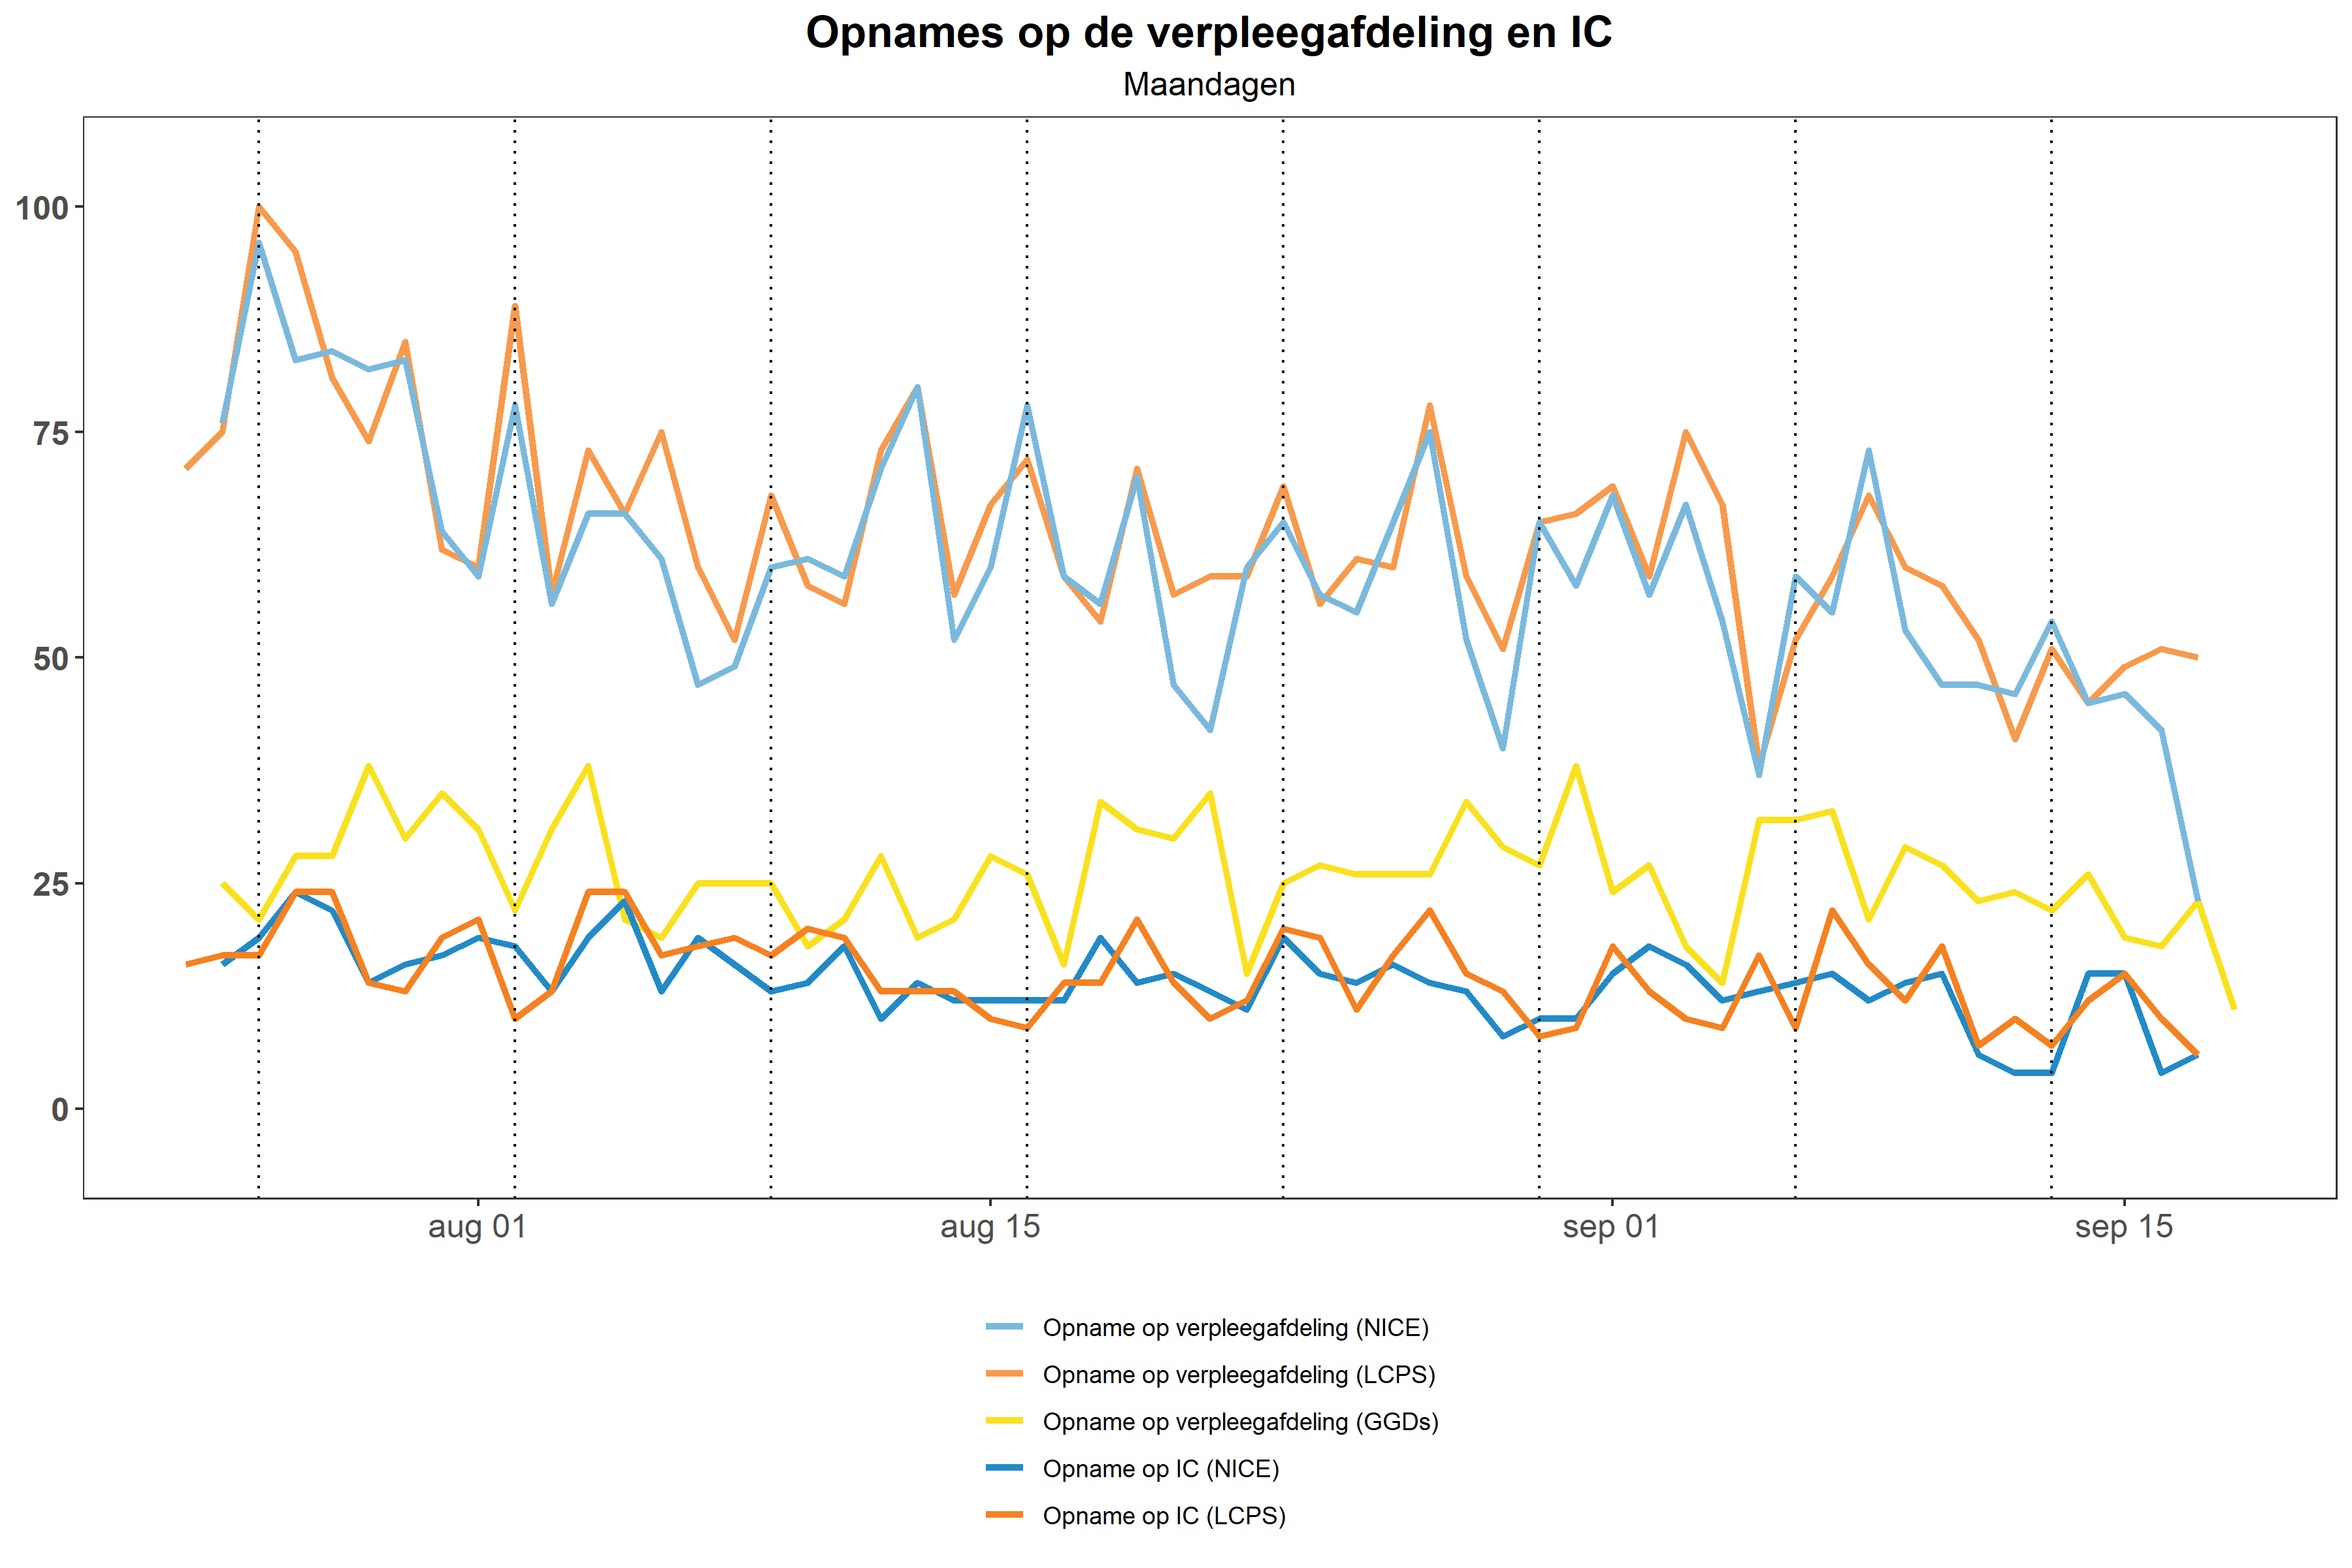 Opnames op de verpleegafdeling en IC
Maandagen
100
75
50
25
0
aug 01
aug 15
sep 01
sep 15
Opname op verpleegafdeling (NICE)
Opname op verpleegafdeling (LCPS)
Opname op verpleegafdeling (GGDs)
Opname op IC (NICE)
Opname op IC (LCPS)